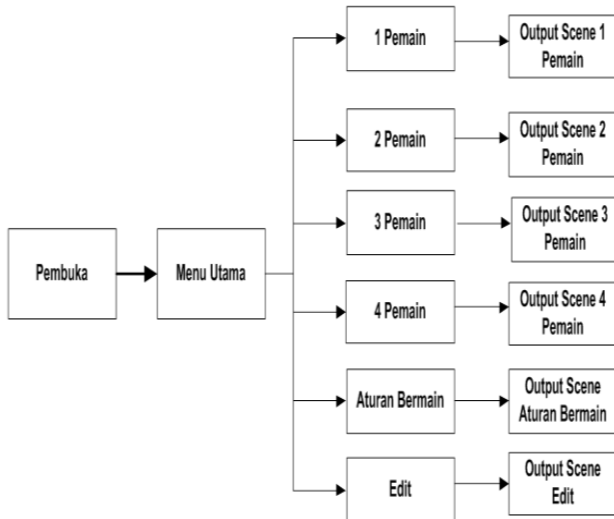 Pembuka
Menu Utama
1 Pemain
Output Scene 1
Pemain
2 Pemain
Output Scene 2
Pemain
3 Pemain
Output Scene 3
Pemain
4 Pemain
Output Scene 4
Pemain
Aturan Bermain
Output Scene
Aturan Bermain
Edit
Output Scene
Edit